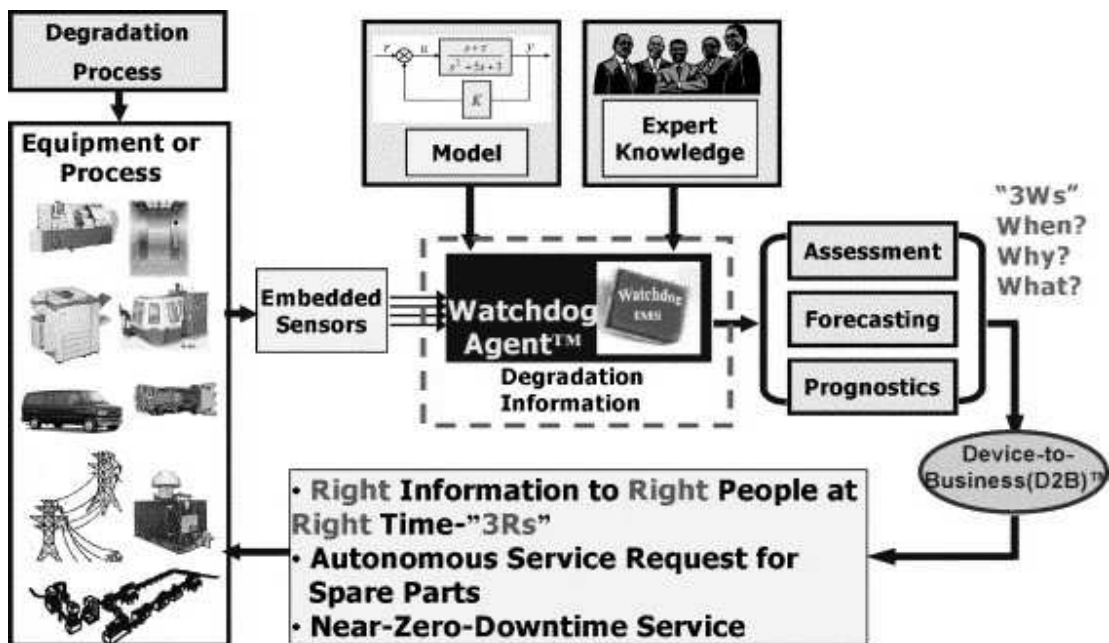 Degradation
Process
Equipment or
Process
r
u
y
K
Model
Expert
Knowledge
Embedded
Sensors
Watchdog
Agent™
Watchdog
IMS
Degradation
Information
Assessment
Forecasting
Prognostics
“3Ws”
When?
Why?
What?
Device-to-
Business(D2B)™
• Right Information to Right People at
Right Time-”3Rs”
• Autonomous Service Request for
Spare Parts
• Near-Zero-Downtime Service